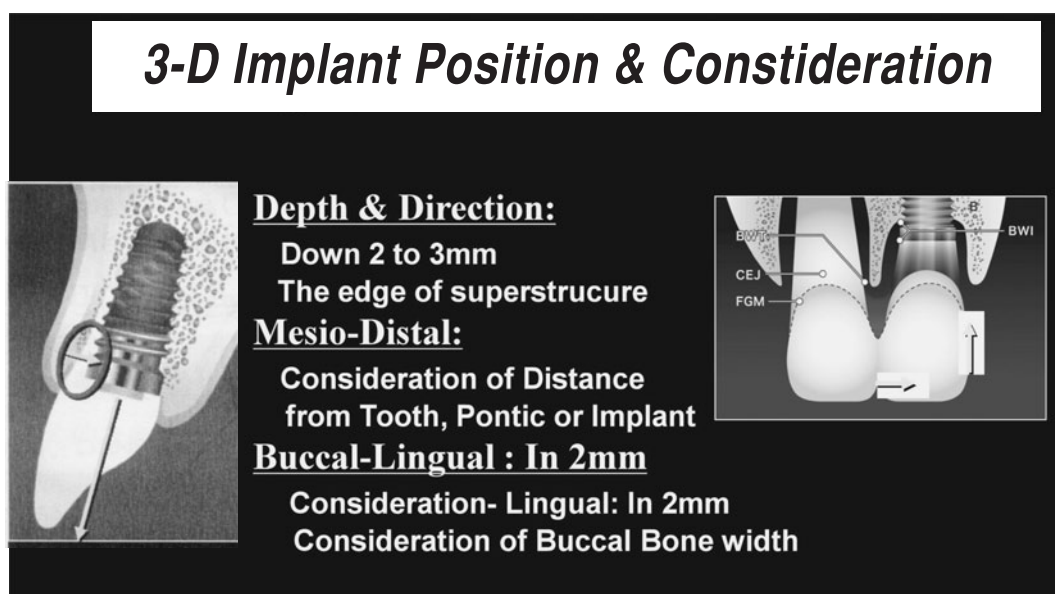 3-D Implant Position & Constideration
Depth & Direction:
Down 2 to 3mm
The edge of superstrucure
Mesio-Distal:
Consideration of Distance
from Tooth, Pontic or Implant
Buccal-Lingual : In 2mm
Consideration- Lingual: In 2mm
Consideration of Buccal Bone width
B
BWT
BWI
CEJ
FGM